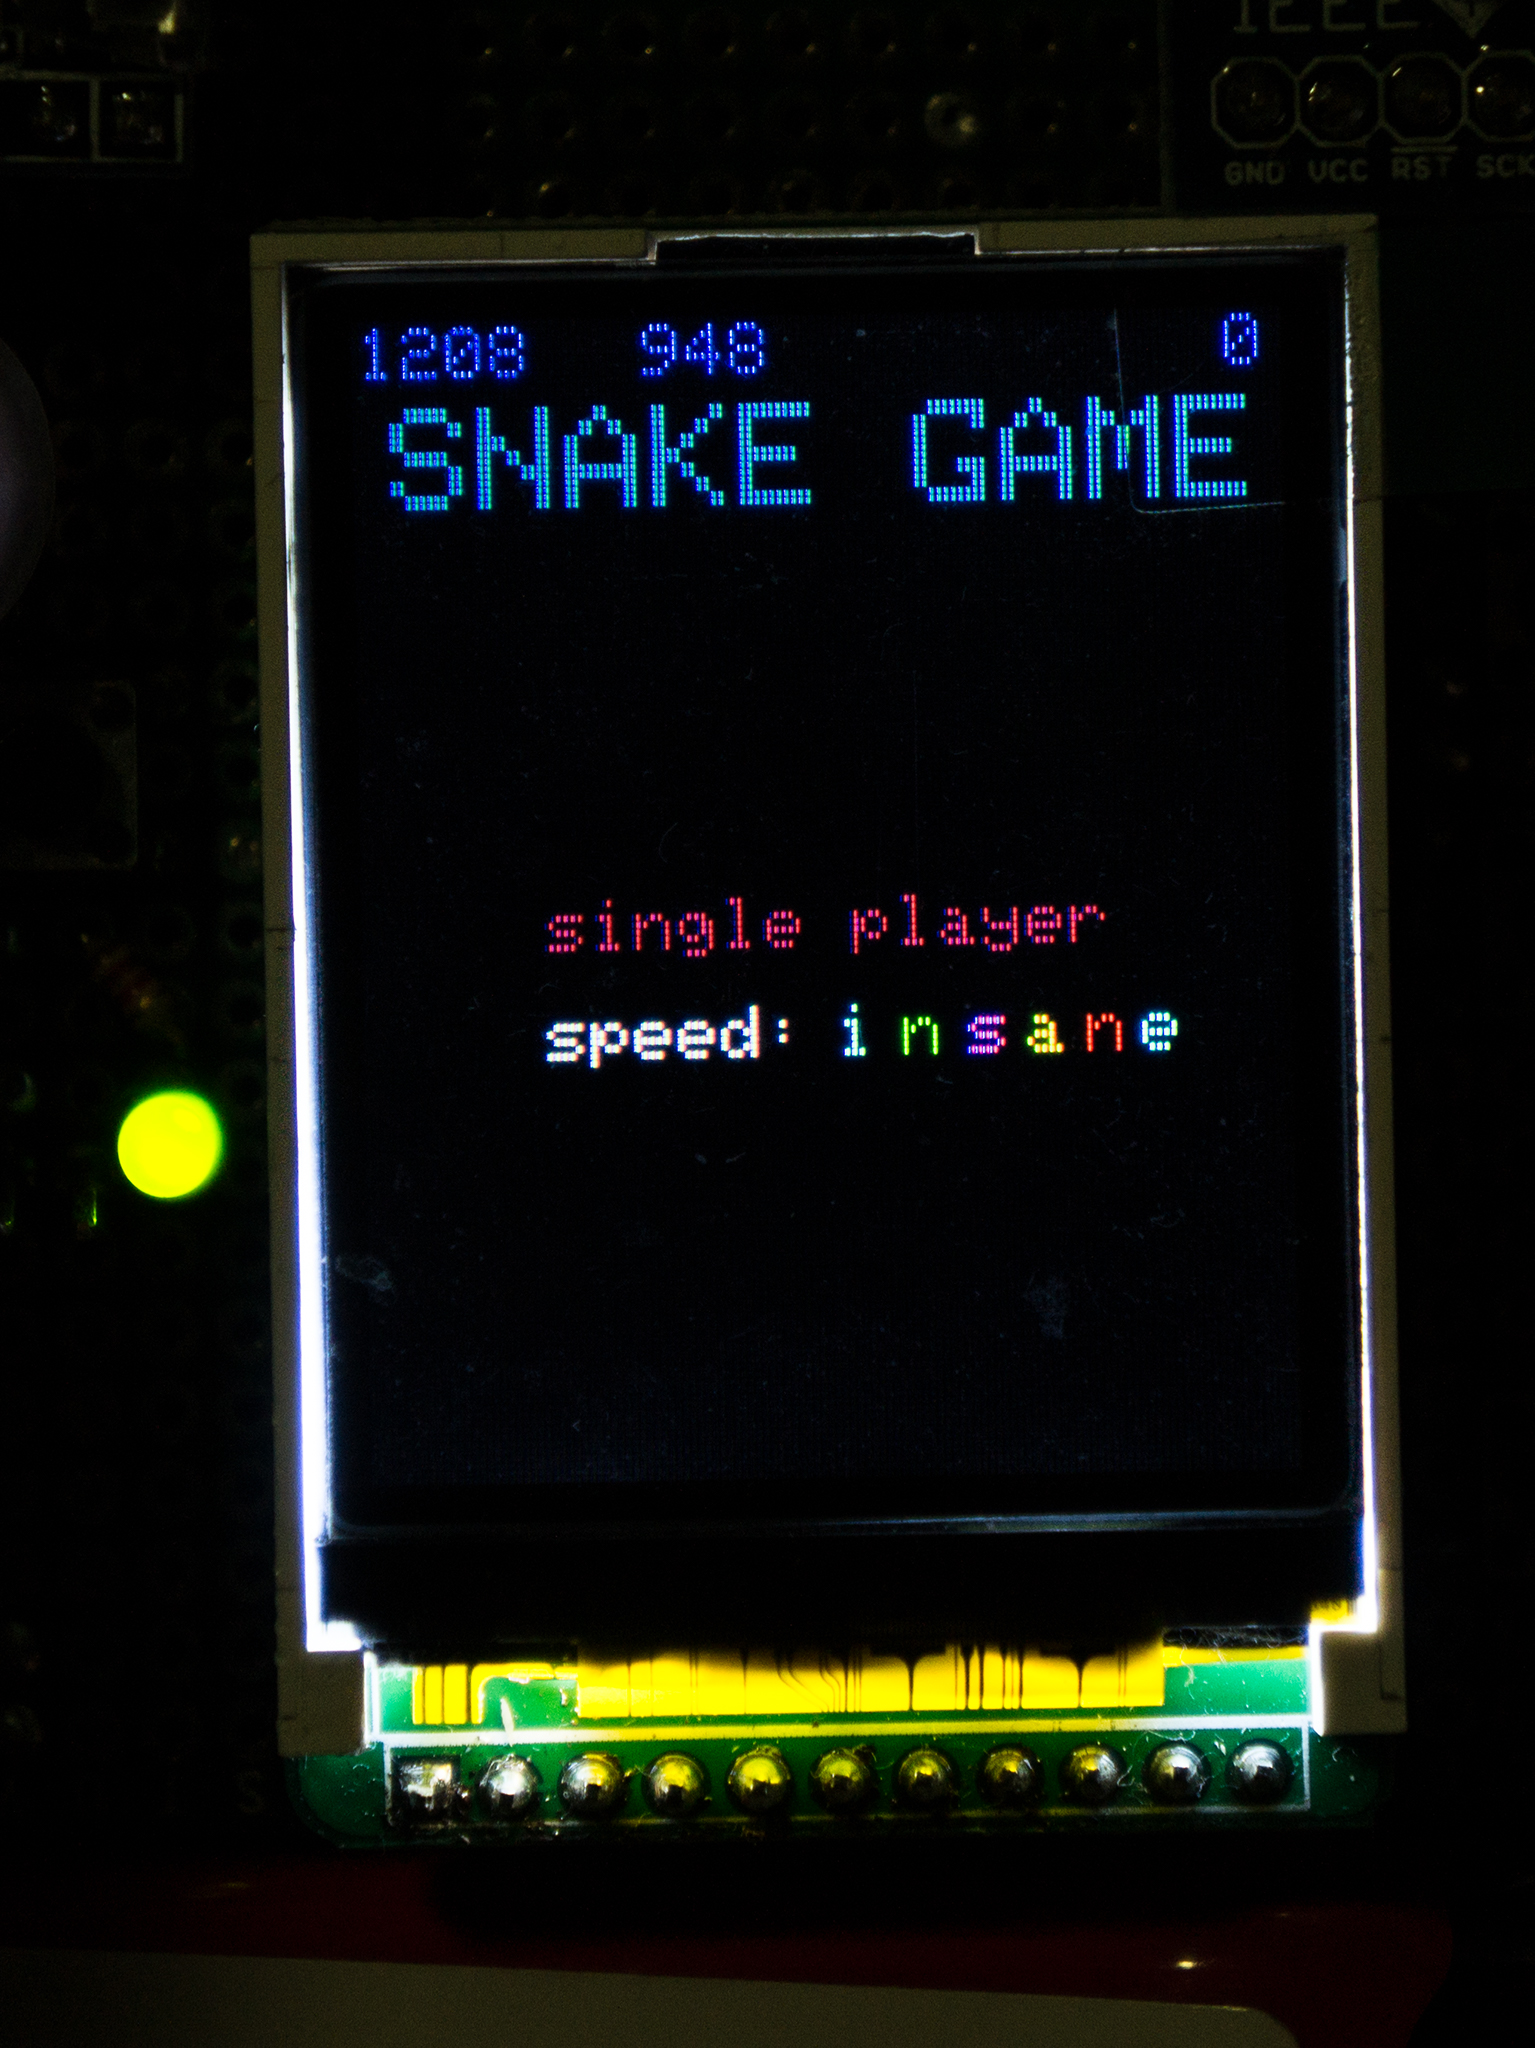 IEEE
GND VCC RST SCK
1208 948 0
SNAKE GAME
single player
speed: insane